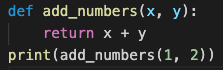 def add_numbers(x, y):
    return x + y
print(add_numbers(1, 2))